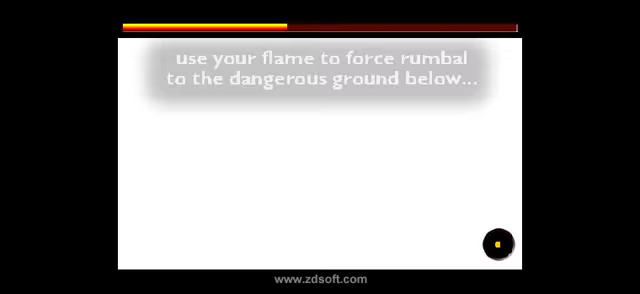 use your flame to force rumbal
to the dangerous ground below...
a
www.zdsoft.com